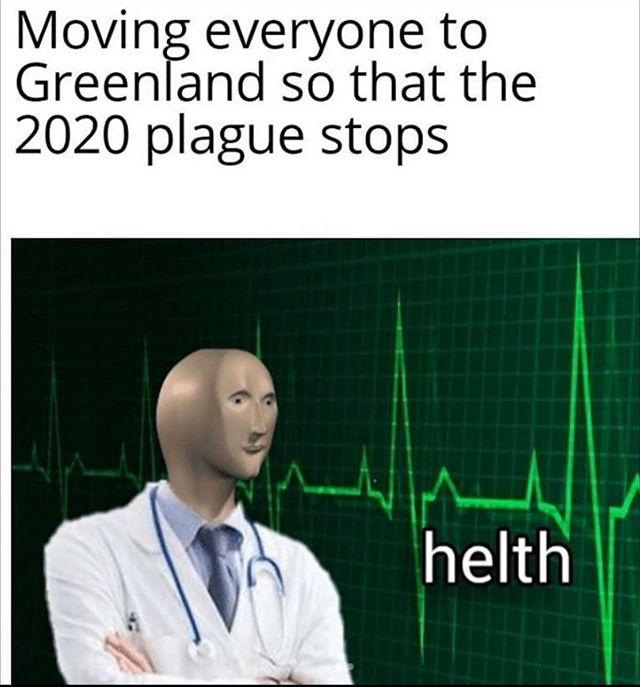 Moving everyone to
Greenland so that the
2020 plague stops
helth